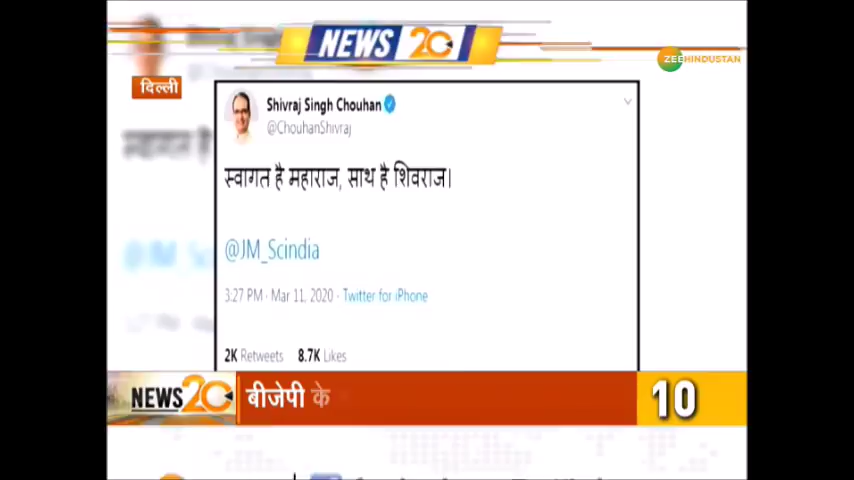 NEWS 20
ZEE HINDUSTAN
दिल्ली
Shivraj Singh Chouhan
@ChouhanShivraj
स्वागत है महाराज, साथ है शिवराज।
@JM_Scindia
3:27 PM · Mar 11, 2020 · Twitter for iPhone
2K Retweets 8.7K Likes
NEWS 20 बीजेपी के 10